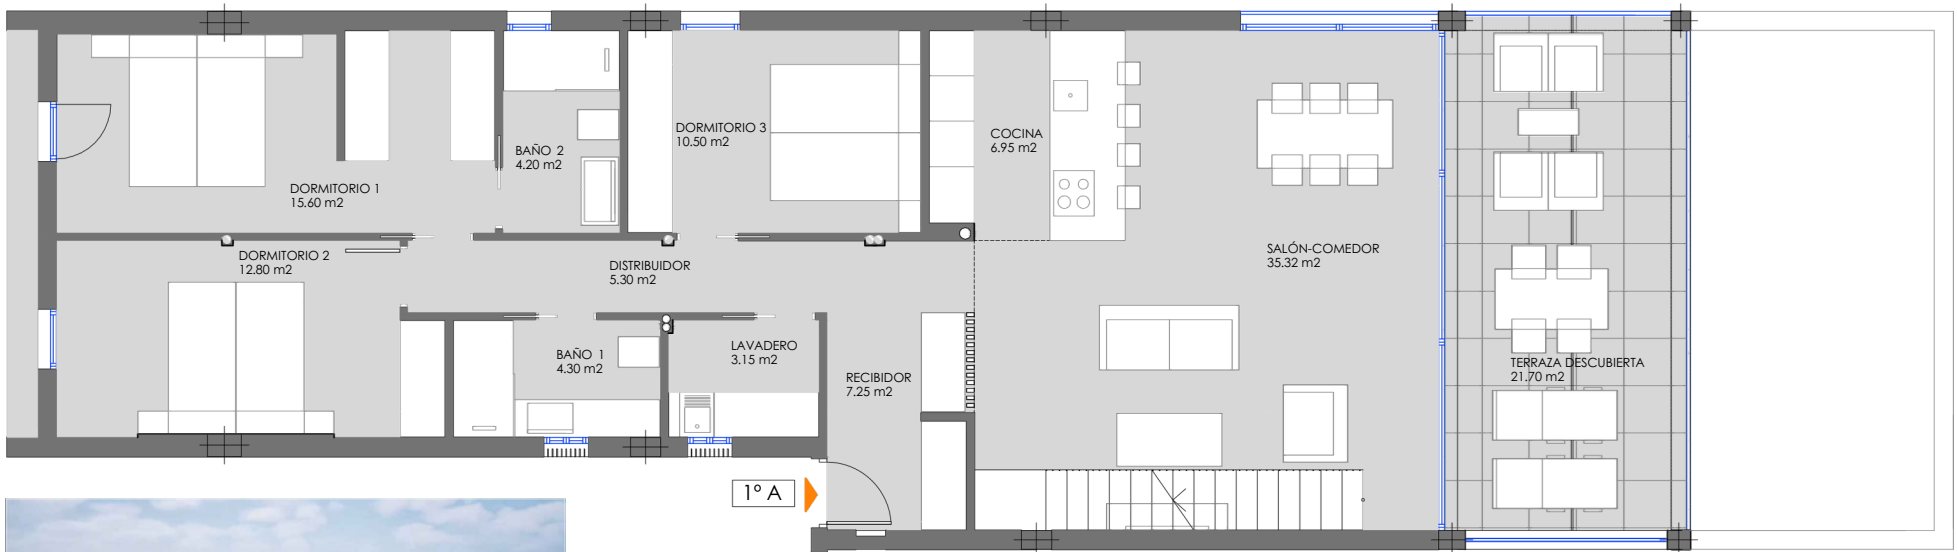 DORMITORIO 1
15.60 m2
BAÑO 2
4.20 m2
DORMITORIO 3
10.50 m2
COCINA
6.95 m2
DORMITORIO 2
12.80 m2
DISTRIBUIDOR
5.30 m2
SALÓN-COMEDOR
35.32 m2
BAÑO 1
4.30 m2
LAVADERO
3.15 m2
RECIBIDOR
7.25 m2
TERRAZA DESCUBIERTA
21.70 m2
1º A